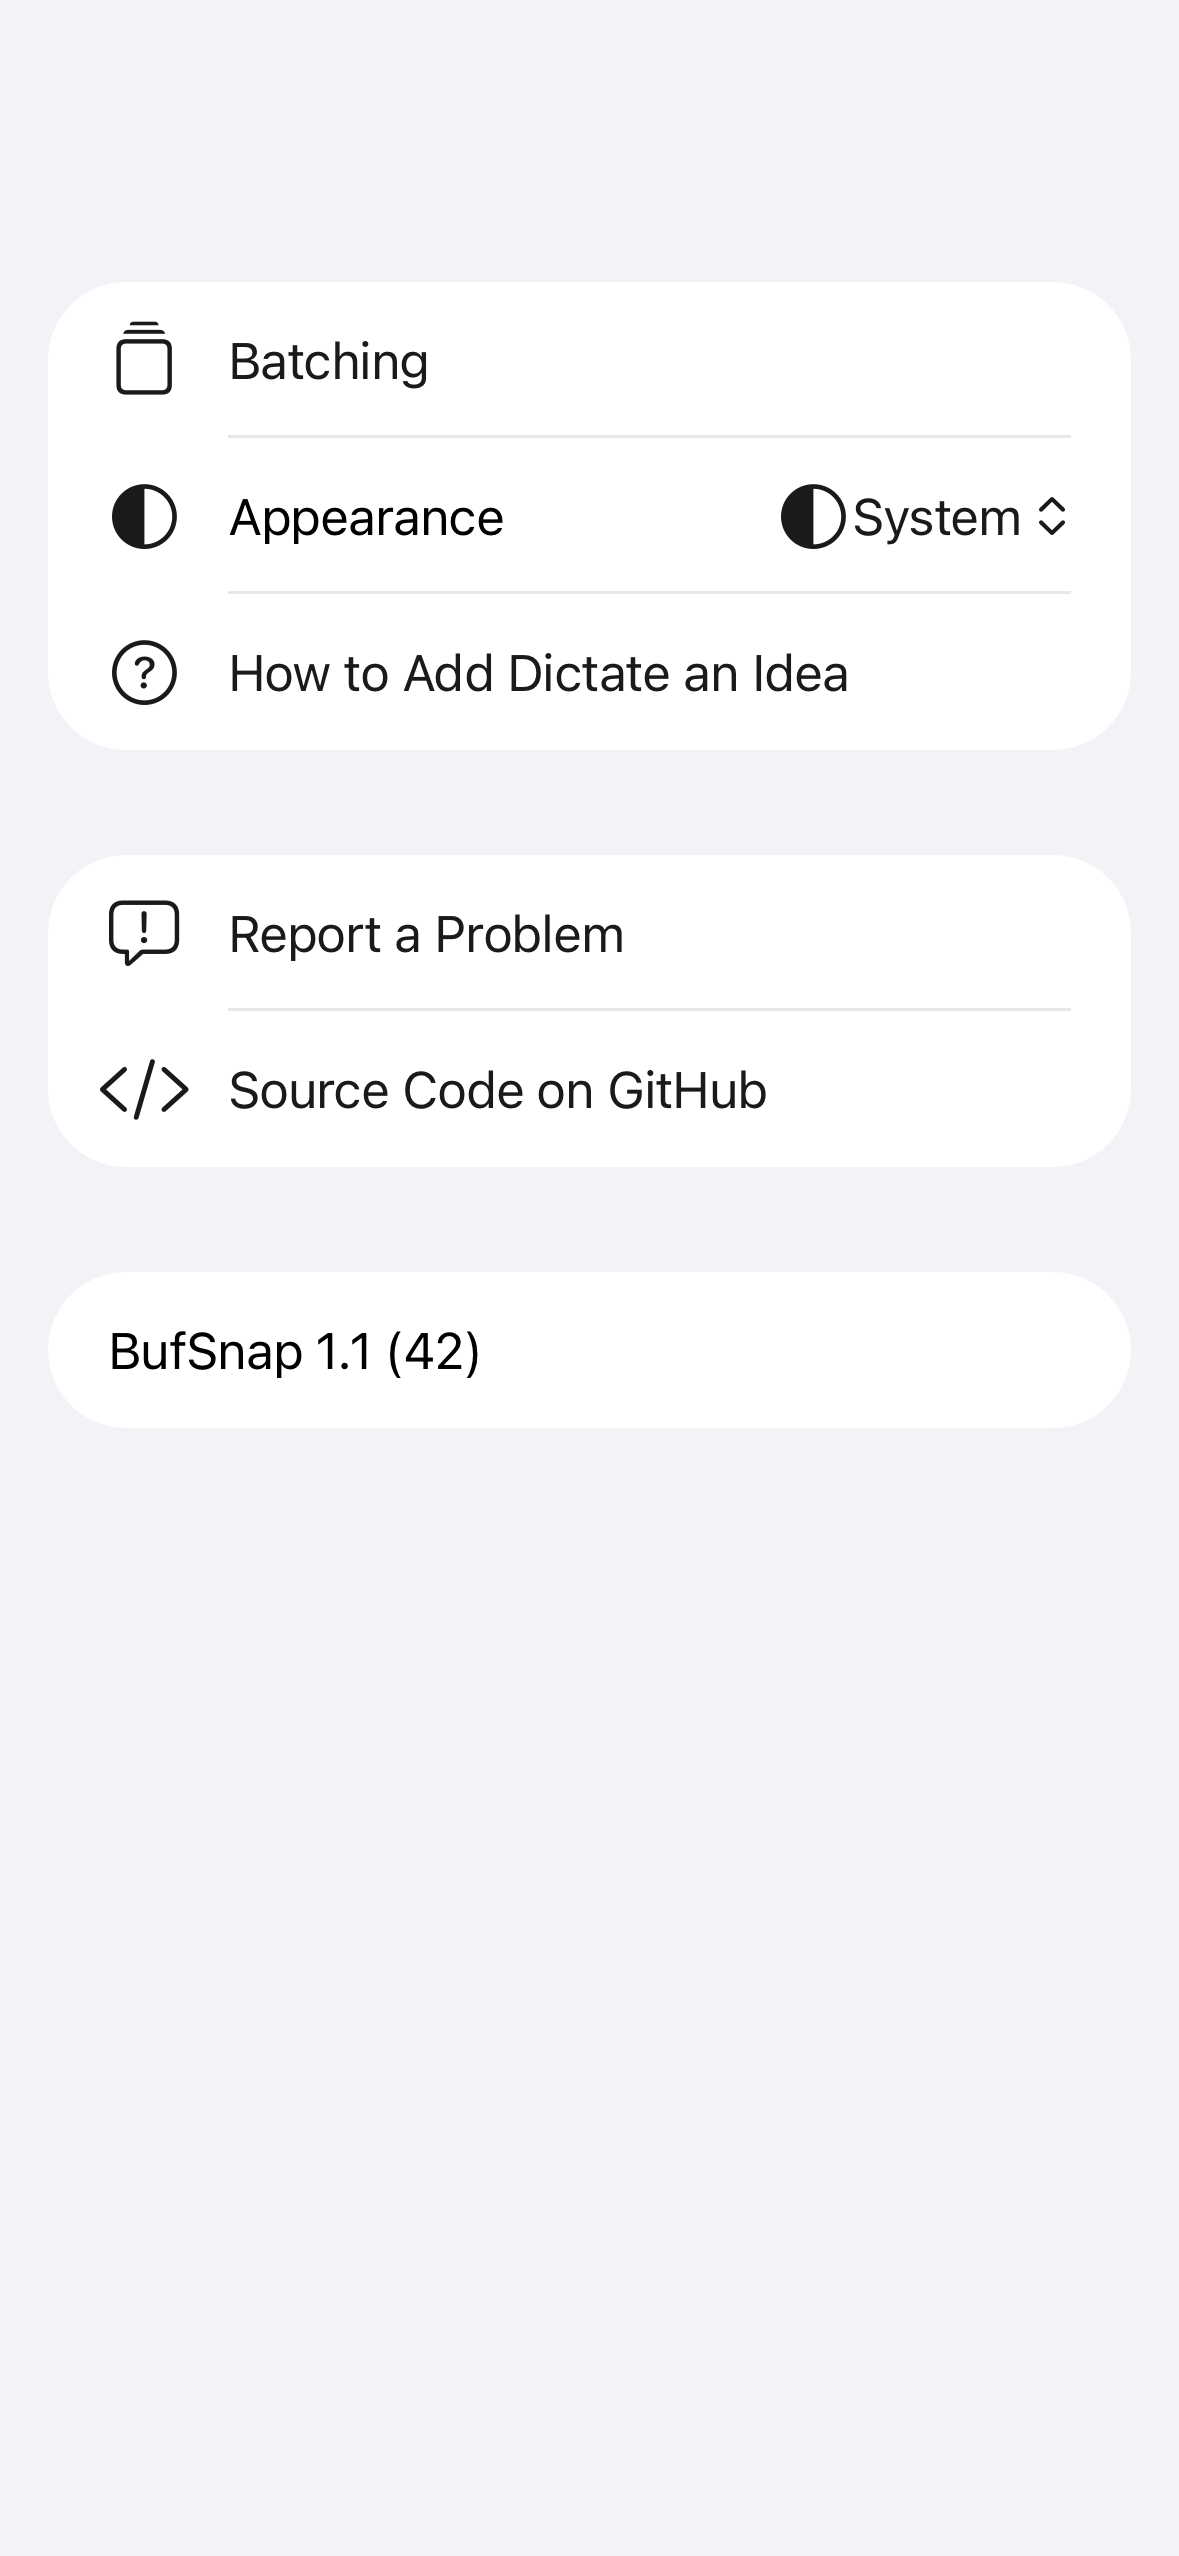 Batching
Appearance System
How to Add Dictate an Idea
Report a Problem
Source Code on GitHub
BufSnap 1.1 (42)